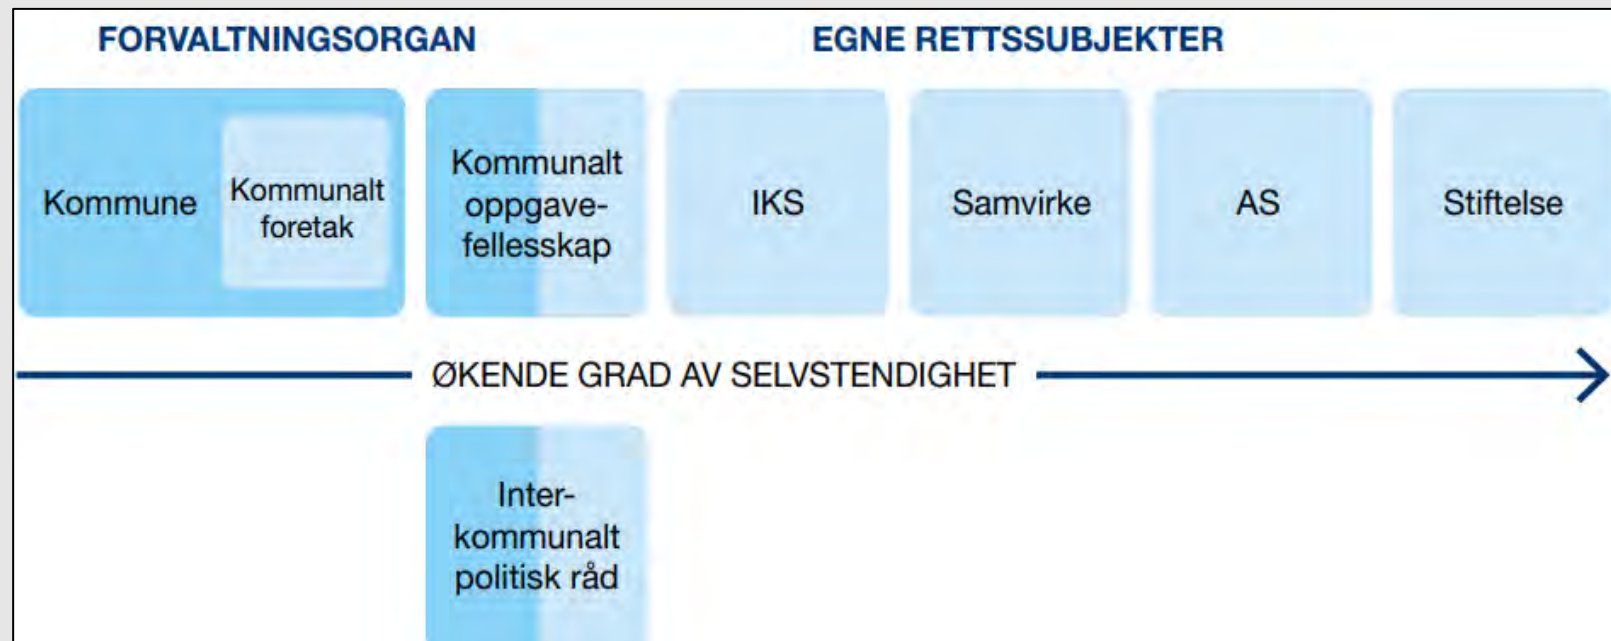 FORVALTNINGSORGAN
EGNE RETTSSUBJEKTER
Kommune
Kommunalt
foretak
Kommunalt
oppgave-
fellesskap
IKS
Samvirke
AS
Stiftelse
ØKENDE GRAD AV SELVSTENDIGHET
Inter-
kommunalt
politisk råd